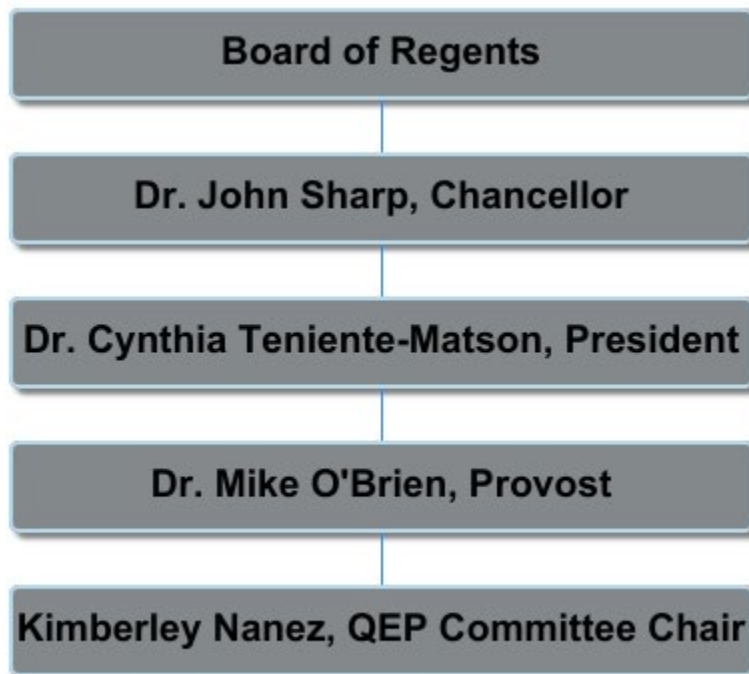 Board of Regents
Dr. John Sharp, Chancellor
Dr. Cynthia Teniente-Matson, President
Dr. Mike O'Brien, Provost
Kimberley Nanez, QEP Committee Chair